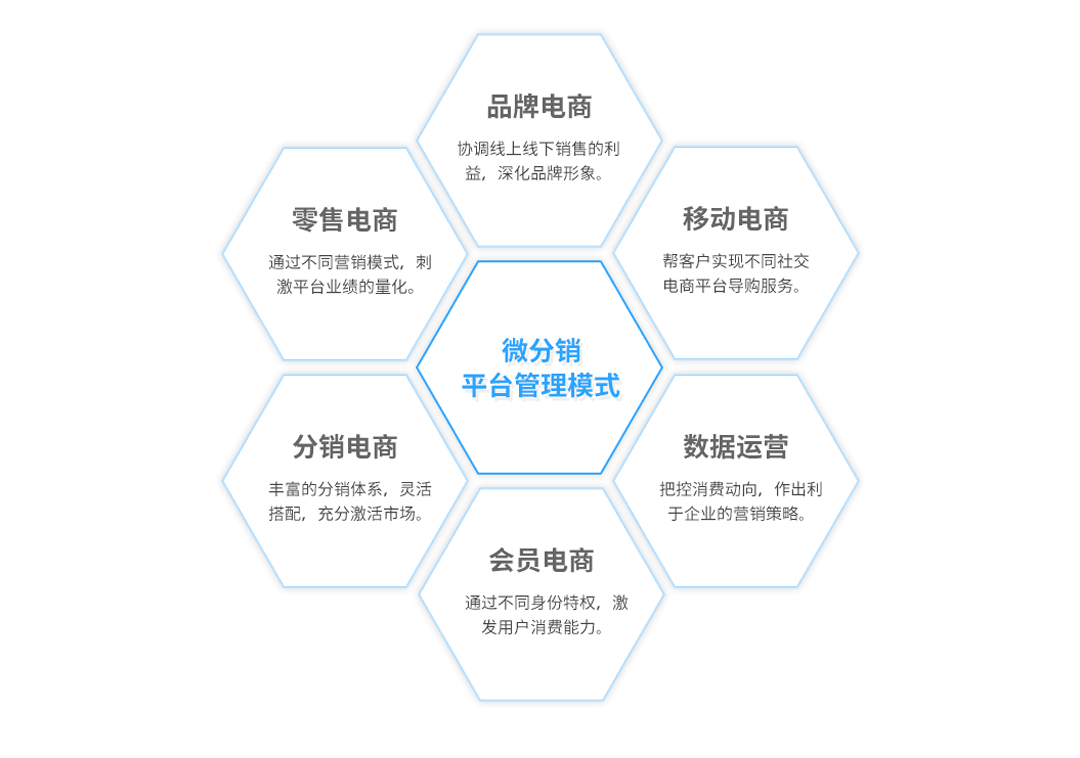 品牌电商
协调线上线下销售的利
益，深化品牌形象。
零售电商
通过不同营销模式，刺
激平台业绩的量化。
移动电商
帮客户实现不同社交
电商平台导购服务。
微分销
平台管理模式
分销电商
丰富的分销体系，灵活
搭配，充分激活市场。
数据运营
把控消费动向，作出利
于企业的营销策略。
会员电商
通过不同身份特权，激
发用户消费能力。